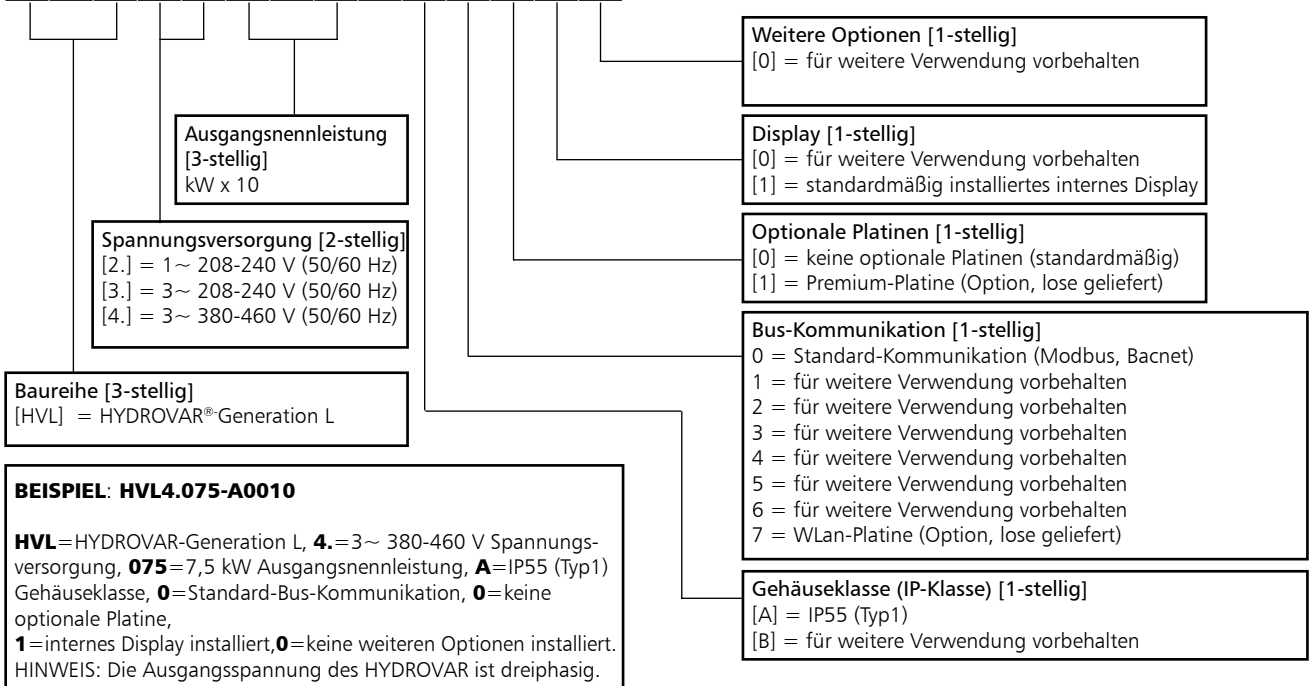 Weitere Optionen [1-stellig]
[0] = für weitere Verwendung vorbehalten
Ausgangsnennleistung
[3-stellig]
kW x 10
Display [1-stellig]
[0] = für weitere Verwendung vorbehalten
[1] = standardmäßig installiertes internes Display
Spannungsversorgung [2-stellig]
[2.] = 1~ 208-240 V (50/60 Hz)
[3.] = 3~ 208-240 V (50/60 Hz)
[4.] = 3~ 380-460 V (50/60 Hz)
Optionale Platinen [1-stellig]
[0] = keine optionale Platinen (standardmäßig)
[1] = Premium-Platine (Option, lose geliefert)
Bus-Kommunikation [1-stellig]
0 = Standard-Kommunikation (Modbus, Bacnet)
1 = für weitere Verwendung vorbehalten
2 = für weitere Verwendung vorbehalten
3 = für weitere Verwendung vorbehalten
4 = für weitere Verwendung vorbehalten
5 = für weitere Verwendung vorbehalten
6 = für weitere Verwendung vorbehalten
7 = WLan-Platine (Option, lose geliefert)
Baureihe [3-stellig]
[HVL] = HYDROVAR®-Generation L
BEISPIEL: HVL4.075-A0010
HVL=HYDROVAR-Generation L, 4.=3~ 380-460 V Spannungs-
versorgung, 075=7,5 kW Ausgangsnennleistung, A=IP55 (Typ1)
Gehäuseklasse, 0=Standard-Bus-Kommunikation, 0=keine
optionale Platine,
1=internes Display installiert,0=keine weiteren Optionen installiert.
HINWEIS: Die Ausgangsspannung des HYDROVAR ist dreiphasig.
Gehäuseklasse (IP-Klasse) [1-stellig]
[A] = IP55 (Typ1)
[B] = für weitere Verwendung vorbehalten